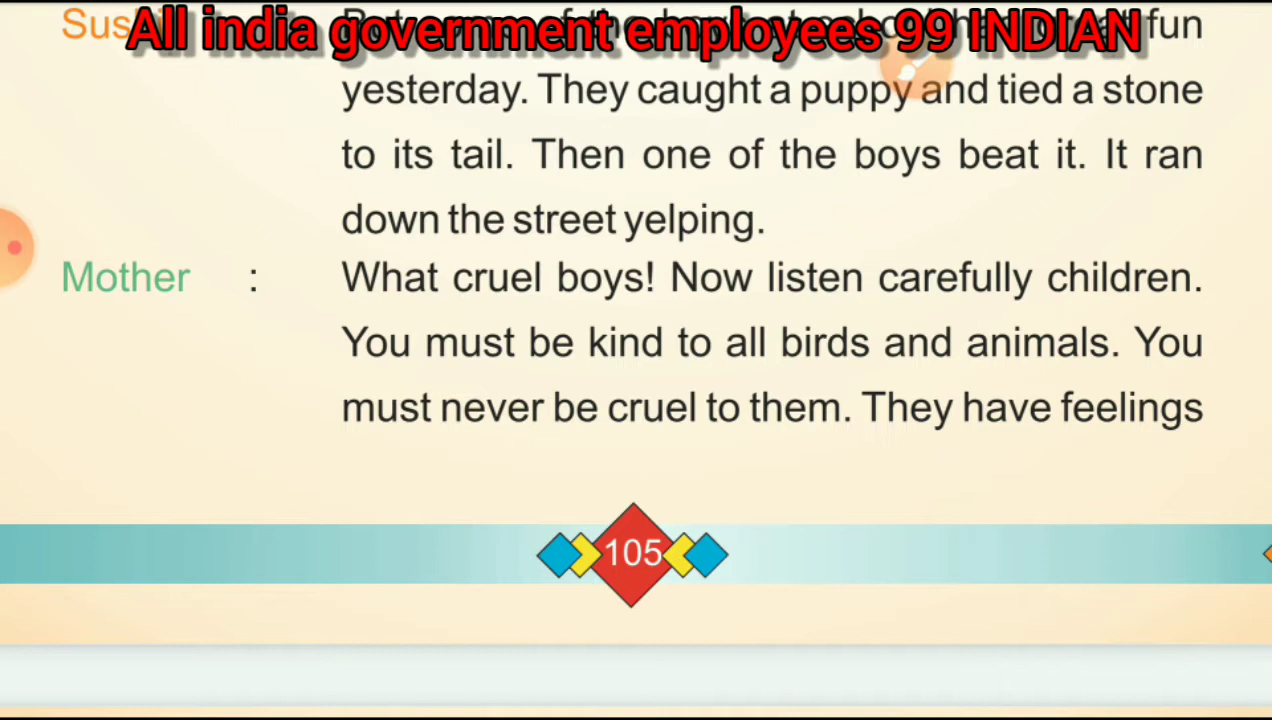 All india government employees 99 INDIAN
fun
yesterday. They caught a puppy and tied a stone
to its tail. Then one of the boys beat it. It ran
down the street yelping.
Mother : What cruel boys! Now listen carefully children.
You must be kind to all birds and animals. You
must never be cruel to them. They have feelings
105